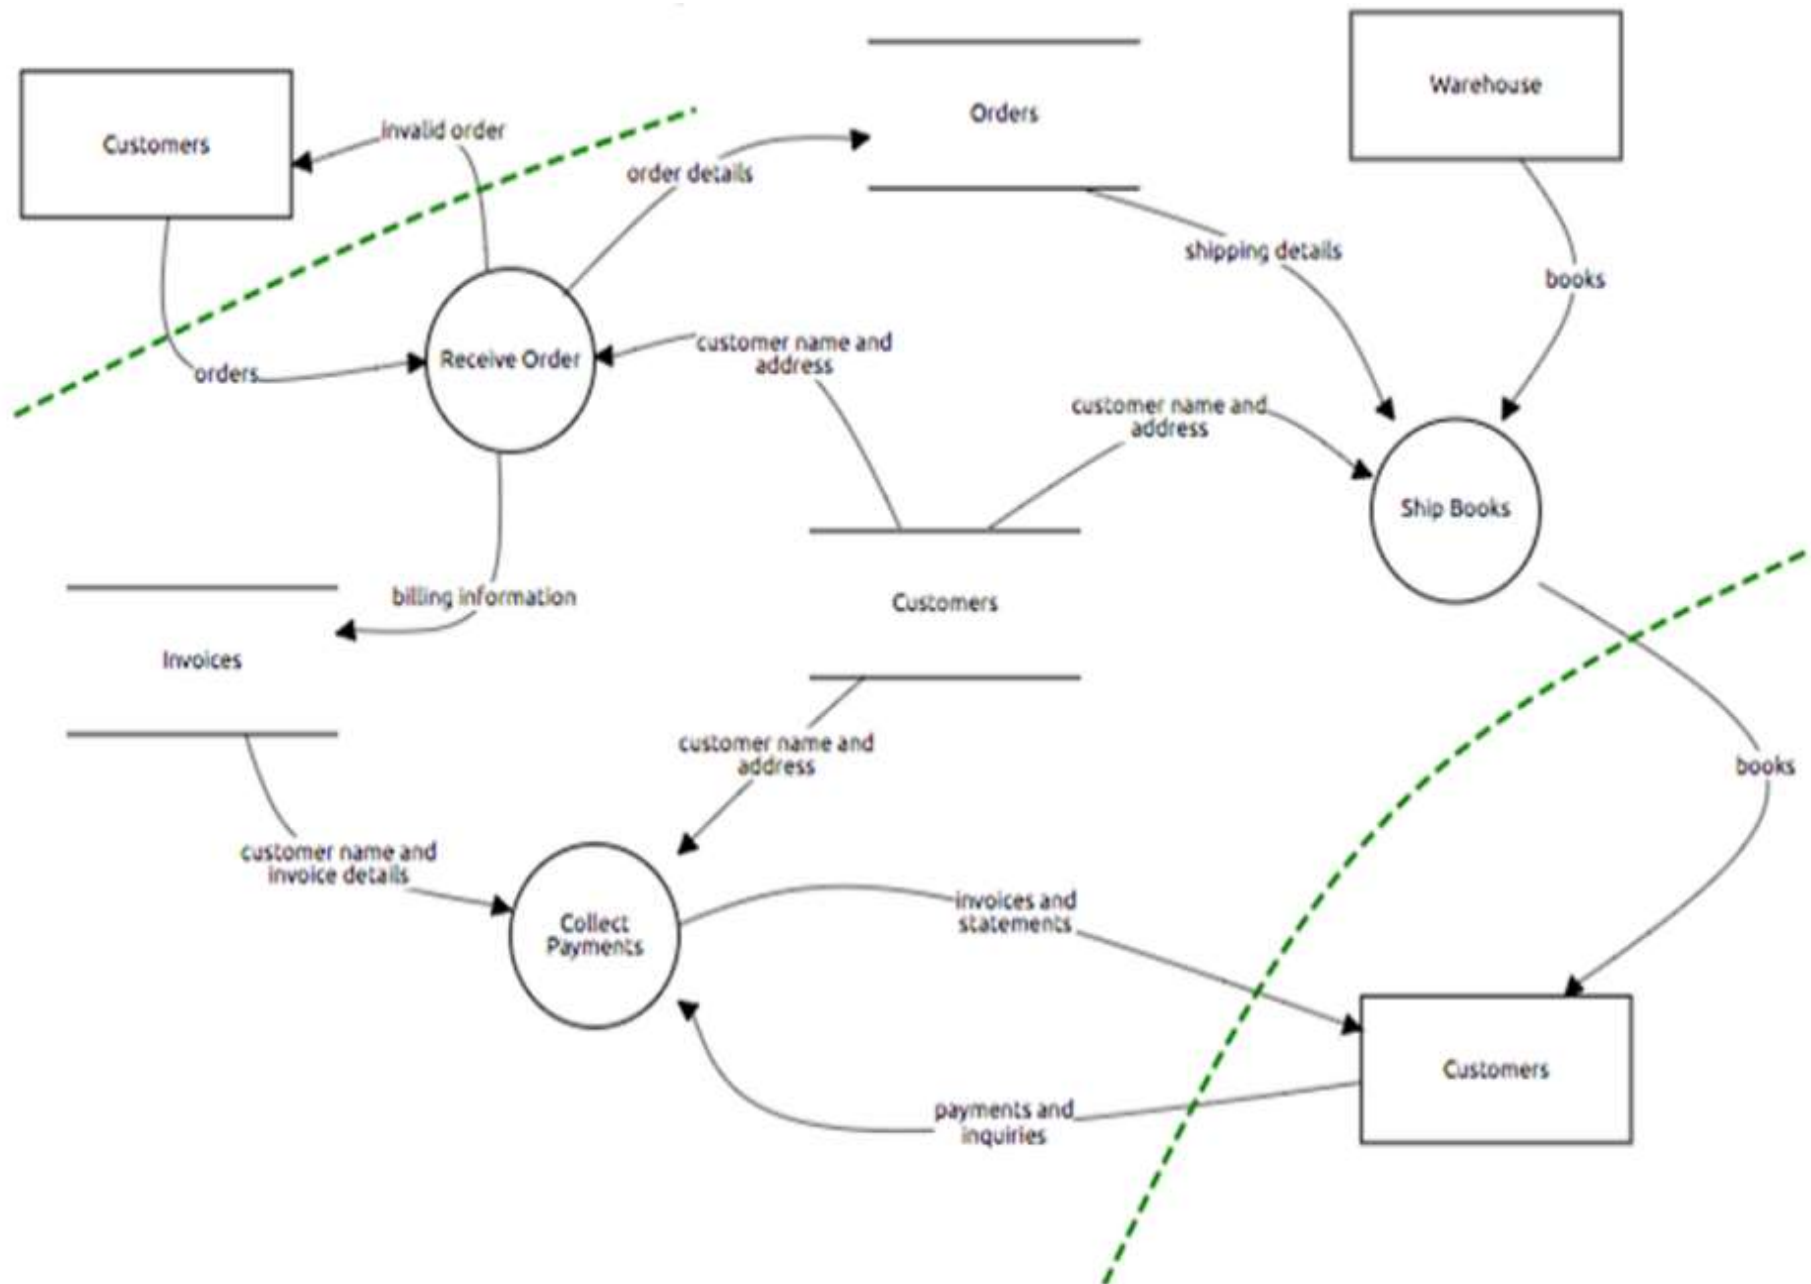 Warehouse
Orders
invalid order
Customers
order details
shipping details
books
customer name and
address
Receive Order
orders
customer name and
address
Ship Books
billing information
Customers
Invoices
customer name and
address
books
customer name and
invoice details
invoices and
statements
Collect
Payments
Customers
payments and
inquiries